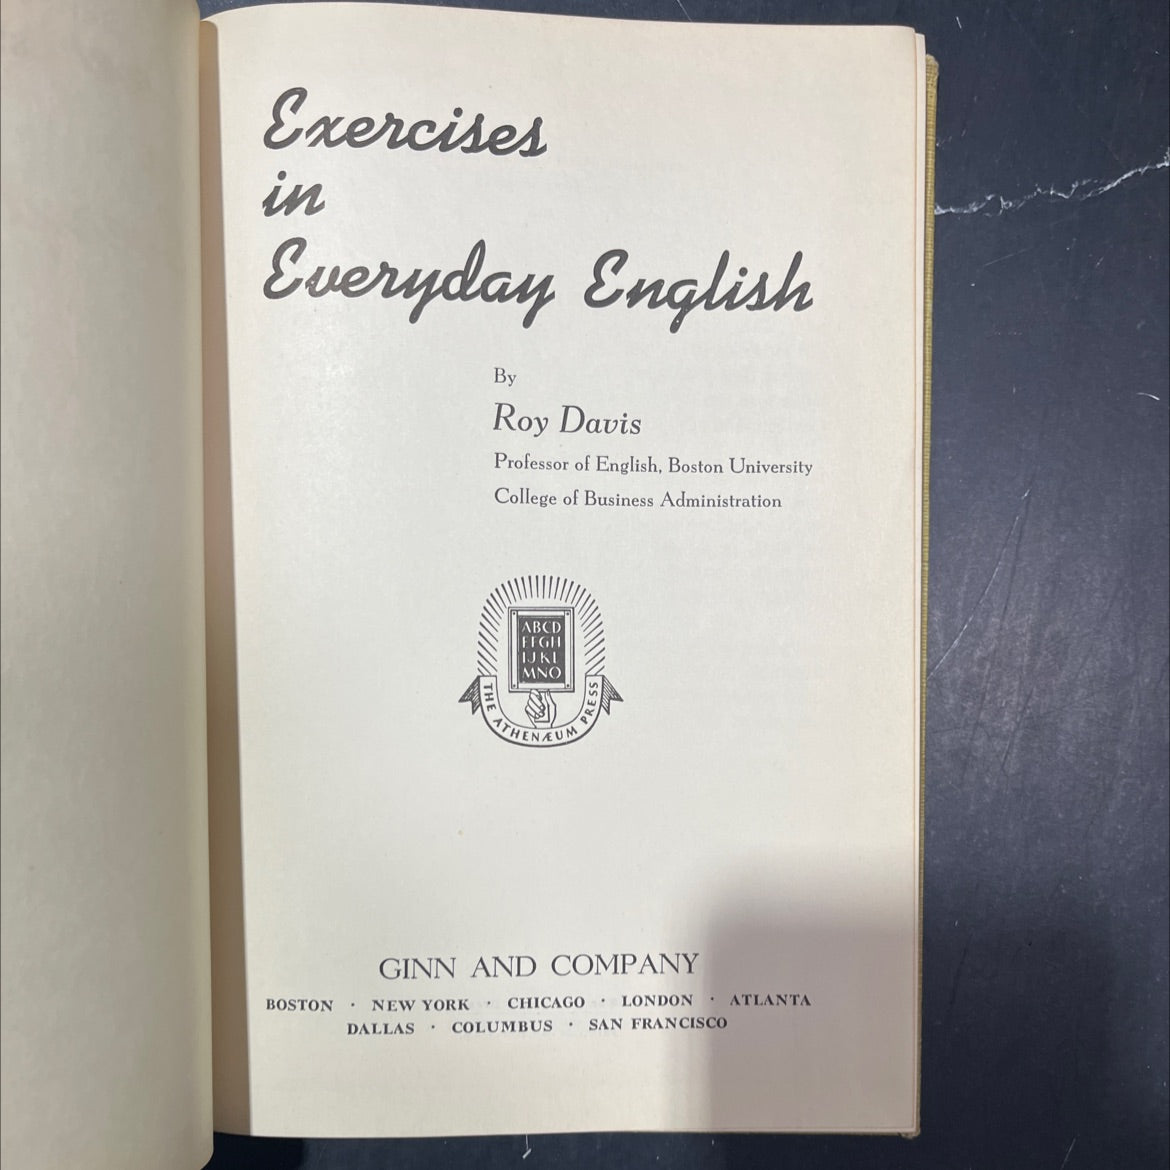 Exercises
in
Everyday English
By
Roy Davis
Professor of English, Boston University
College of Business Administration
ABCD
EFGH
IJKL
MNO
THE ATHENÆUM PRESS
GINN AND COMPANY
BOSTON · NEW YORK · CHICAGO · LONDON · ATLANTA
DALLAS · COLUMBUS · SAN FRANCISCO